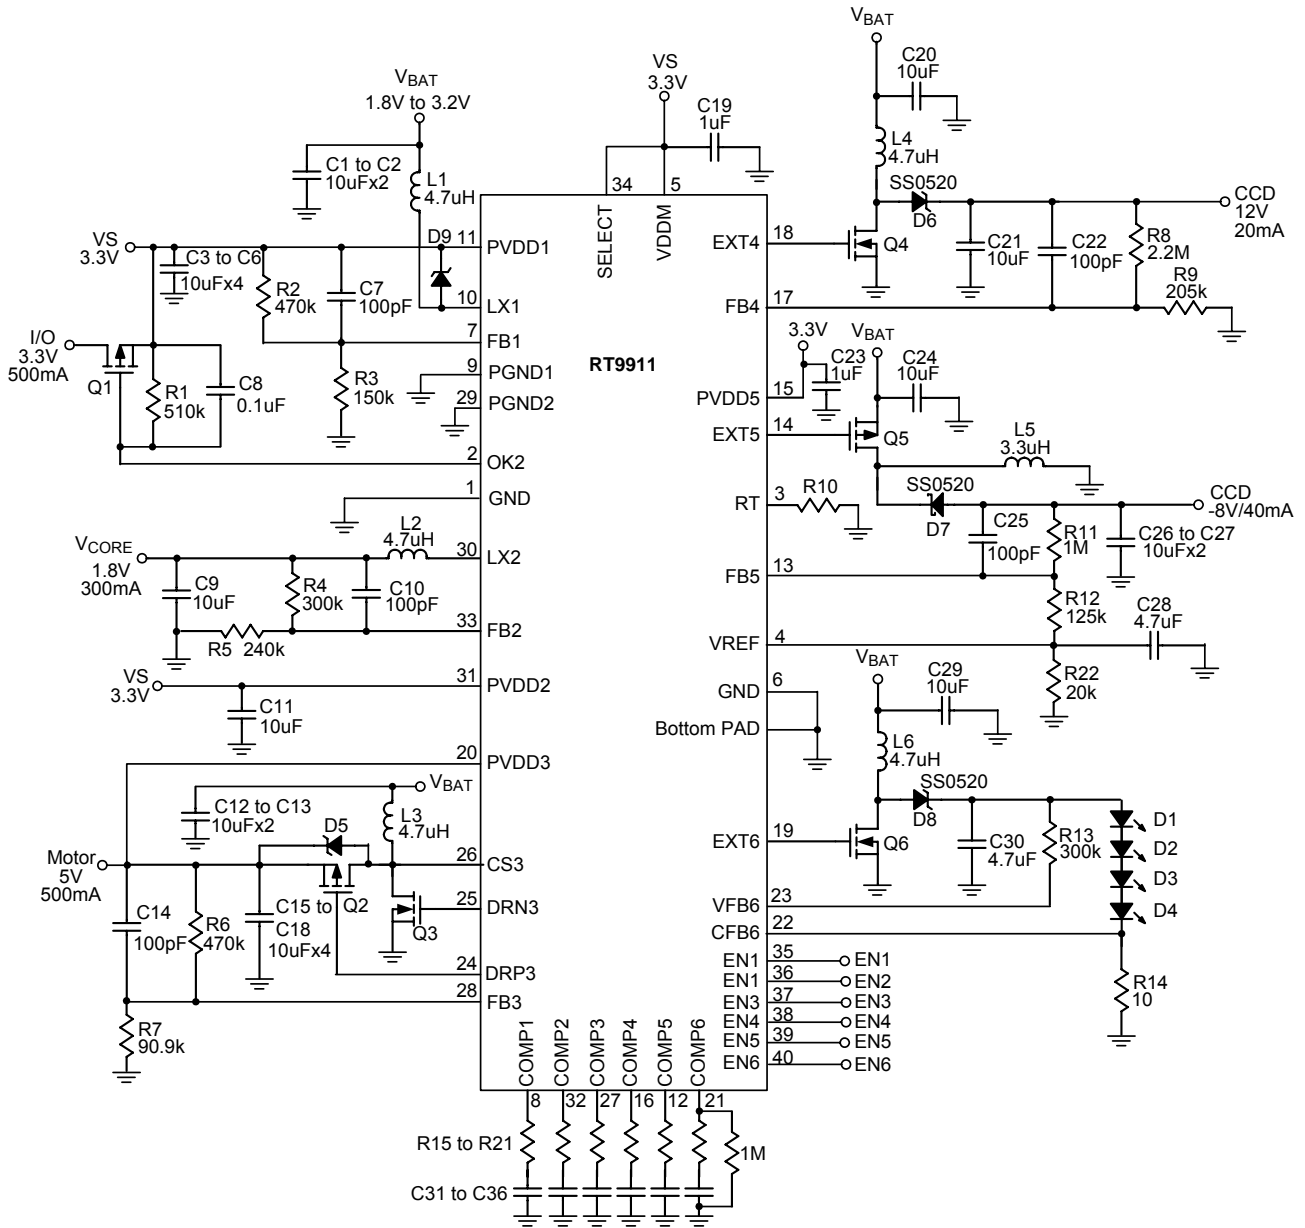 V_BAT
1.8V to 3.2V
C1 to C2
10uFx2
L1
4.7uH
VS
3.3V
C19
1uF
34
5
SELECT
VDDM
V_BAT
C20
10uF
L4
4.7uH
SS0520
D6
CCD
12V
20mA
EXT4
18
Q4
C21
10uF
C22
100pF
R8
2.2M
R9
205k
FB4
17
VS
3.3V
C3 to C6
10uFx4
D9
11
PVDD1
R2
470k
C7
100pF
10
LX1
7
FB1
I/O
3.3V
500mA
Q1
R1
510k
C8
0.1uF
R3
150k
9
PGND1
29
PGND2
2
OK2
1
GND
RT9911
3.3V
C23
1uF
V_BAT
C24
10uF
PVDD5
15
EXT5
14
Q5
L5
3.3uH
RT
3
R10
SS0520
D7
CCD
-8V/40mA
C25
100pF
R11
1M
C26 to C27
10uFx2
FB5
13
R12
125k
C28
4.7uF
VREF
4
R22
20k
V_CORE
1.8V
300mA
L2
4.7uH
30
LX2
C9
10uF
R4
300k
C10
100pF
R5
240k
33
FB2
VS
3.3V
31
PVDD2
C11
10uF
GND
6
Bottom PAD
V_BAT
C29
10uF
L6
4.7uH
SS0520
D8
20
PVDD3
V_BAT
C12 to C13
10uFx2
L3
4.7uH
D5
Motor
5V
500mA
26
CS3
C14
100pF
R6
470k
C15 to
C18
10uFx4
Q2
Q3
25
DRN3
24
DRP3
28
FB3
R7
90.9k
EXT6
19
Q6
C30
4.7uF
R13
300k
D1
D2
D3
D4
VFB6
23
CFB6
22
R14
10
EN1
35
EN1
EN1
36
EN2
EN3
37
EN3
EN4
38
EN4
EN5
39
EN5
EN6
40
EN6
COMP1
COMP2
COMP3
COMP4
COMP5
COMP6
8
32
27
16
12
21
R15 to R21
1M
C31 to C36